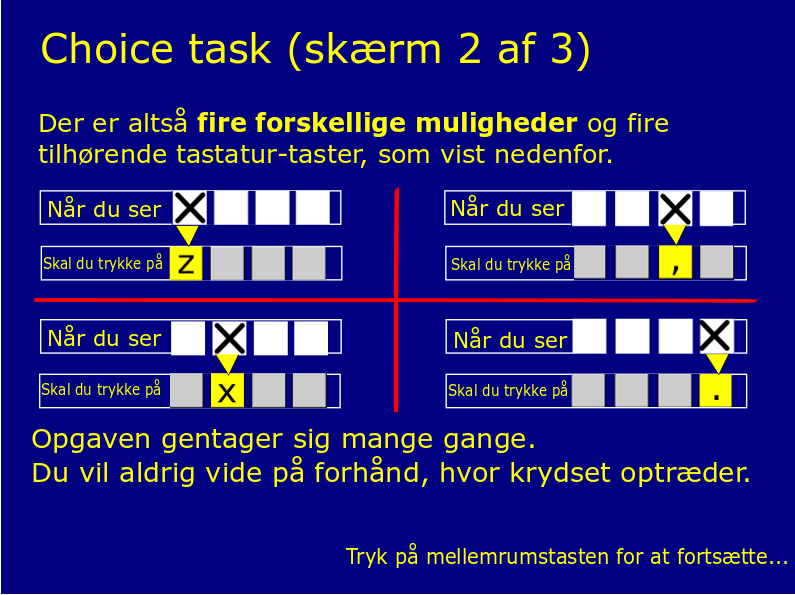 Choice task (skærm 2 af 3)
Der er altså fire forskellige muligheder og fire
tilhørende tastatur-taster, som vist nedenfor.
Når du ser
Skal du trykke på z
Når du ser
Skal du trykke på ,
Når du ser
Skal du trykke på x
Når du ser
Skal du trykke på .
Opgaven gentager sig mange gange.
Du vil aldrig vide på forhånd, hvor krydset optræder.
Tryk på mellemrumstasten for at fortsætte...